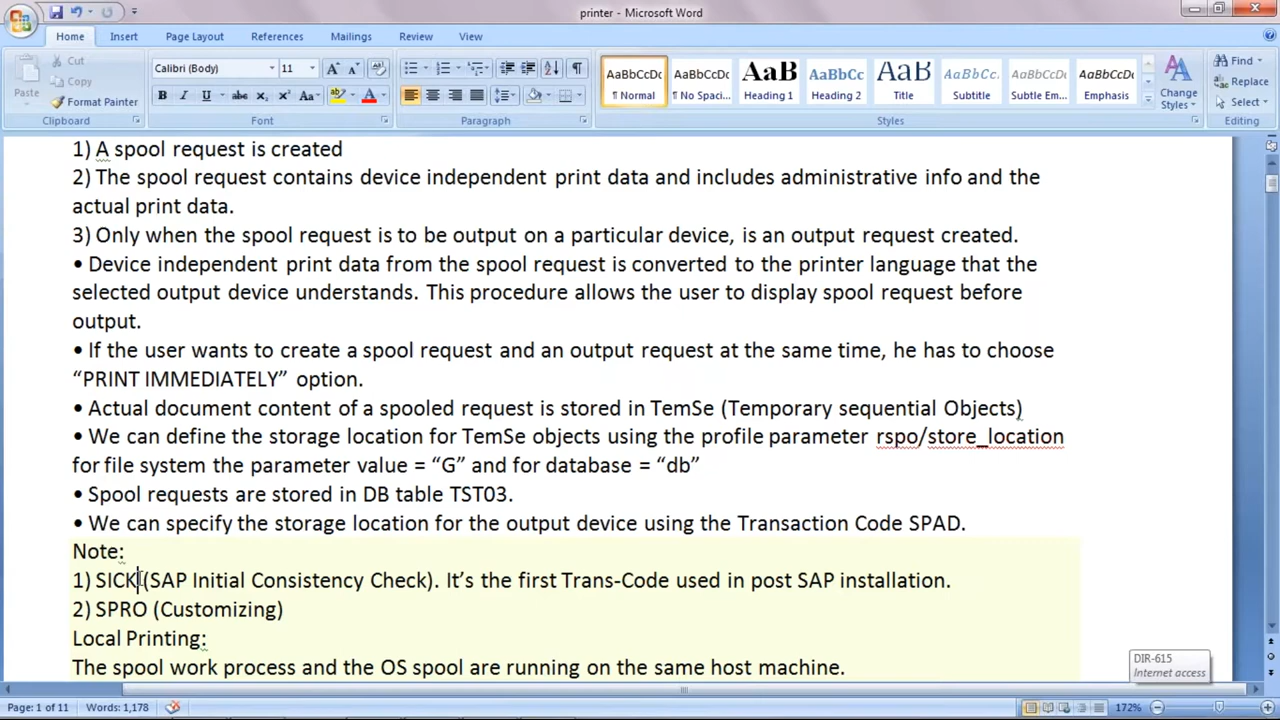 printer - Microsoft Word
Home Insert Page Layout References Mailings Review View
Cut
Copy
Paste
Format Painter
Clipboard
Calibri (Body) 11
Font
Paragraph
AaBbCcDc AaBbCcDc AaB AaBbCc AaB AaBbCc AaBbCcDc AaBbCcDc
¶ Normal ¶ No Spaci... Heading 1 Heading 2 Title Subtitle Subtle Em... Emphasis
Change Styles
Styles
Find
Replace
Select
Editing
1) A spool request is created
2) The spool request contains device independent print data and includes administrative info and the
actual print data.
3) Only when the spool request is to be output on a particular device, is an output request created.
• Device independent print data from the spool request is converted to the printer language that the
selected output device understands. This procedure allows the user to display spool request before
output.
• If the user wants to create a spool request and an output request at the same time, he has to choose
“PRINT IMMEDIATELY” option.
• Actual document content of a spooled request is stored in TemSe (Temporary sequential Objects)
• We can define the storage location for TemSe objects using the profile parameter rspo/store_location
for file system the parameter value = “G” and for database = “db”
• Spool requests are stored in DB table TST03.
• We can specify the storage location for the output device using the Transaction Code SPAD.
Note:
1) SICK (SAP Initial Consistency Check). It’s the first Trans-Code used in post SAP installation.
2) SPRO (Customizing)
Local Printing:
The spool work process and the OS spool are running on the same host machine.
DIR-615
Internet access
Page: 1 of 11 Words: 1,178 172%